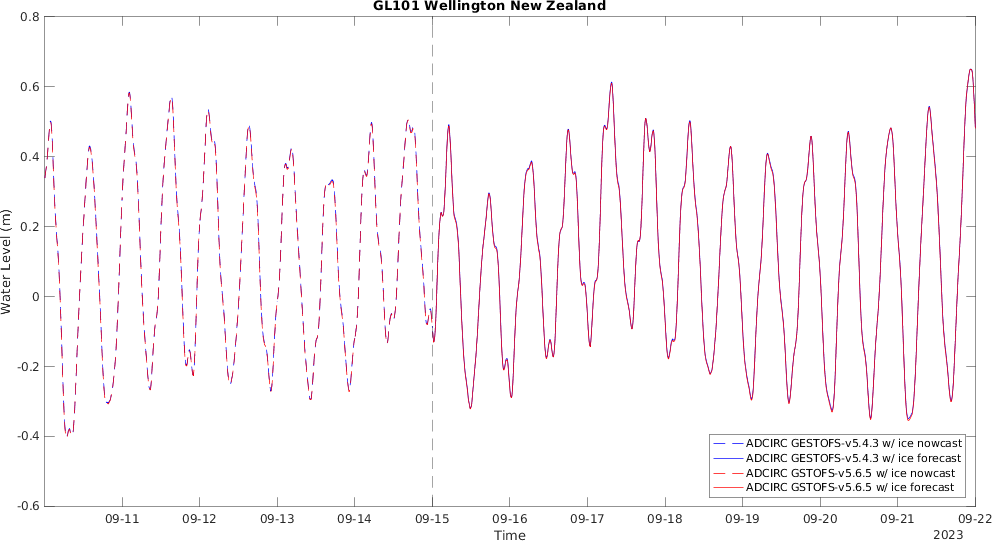 GL101 Wellington New Zealand
0.8
0.6
0.4
0.2
0
-0.2
-0.4
-0.6
Water Level (m)
ADCIRC GESTOFS-v5.4.3 w/ ice nowcast
ADCIRC GESTOFS-v5.4.3 w/ ice forecast
ADCIRC GSTOFS-v5.6.5 w/ ice nowcast
ADCIRC GSTOFS-v5.6.5 w/ ice forecast
09-11 09-12 09-13 09-14 09-15 09-16 09-17 09-18 09-19 09-20 09-21 09-22
Time
2023